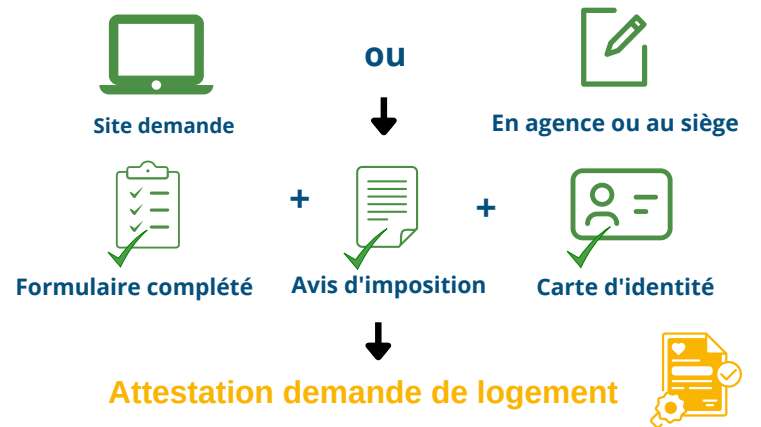 ou
Site demande
En agence ou au siège
+
+
Formulaire complété
Avis d'imposition
Carte d'identité
Attestation demande de logement